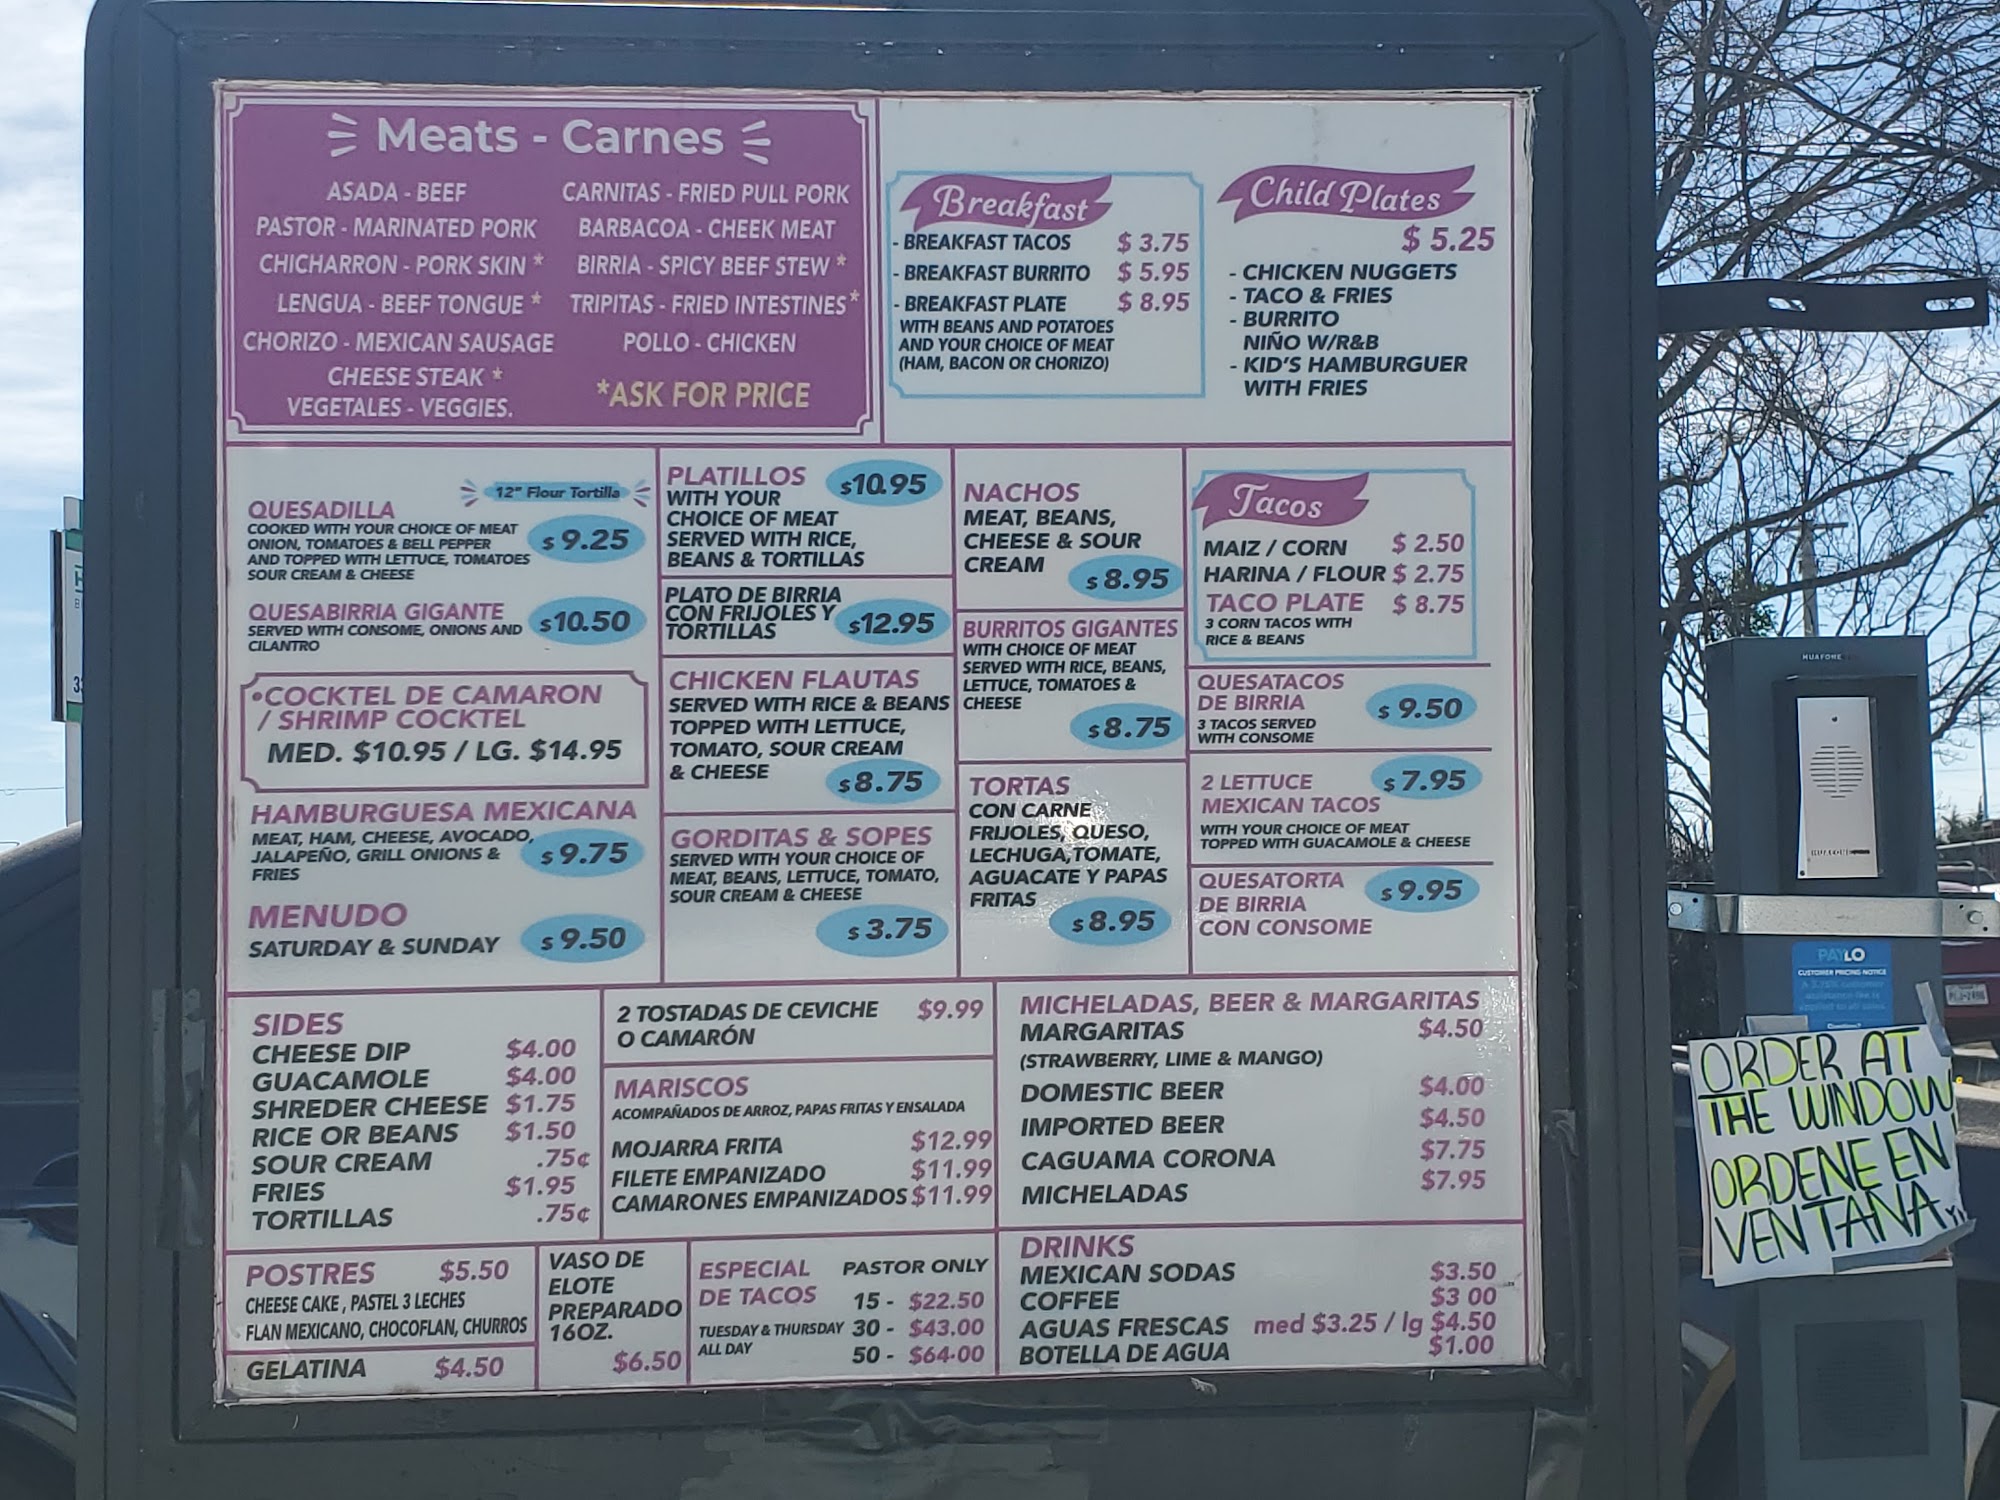 Meats - Carnes
ASADA - BEEF
PASTOR - MARINATED PORK
CHICHARRON - PORK SKIN *
LENGUA - BEEF TONGUE *
CHORIZO - MEXICAN SAUSAGE
CHEESE STEAK *
VEGETALES - VEGGIES.
CARNITAS - FRIED PULL PORK
BARBACOA - CHEEK MEAT
BIRRIA - SPICY BEEF STEW *
TRIPITAS - FRIED INTESTINES *
POLLO - CHICKEN
*ASK FOR PRICE
Breakfast
- BREAKFAST TACOS $ 3.75
- BREAKFAST BURRITO $ 5.95
- BREAKFAST PLATE $ 8.95
WITH BEANS AND POTATOES
AND YOUR CHOICE OF MEAT
(HAM, BACON OR CHORIZO)
Child Plates
$ 5.25
- CHICKEN NUGGETS
- TACO & FRIES
- BURRITO
NIÑO W/R&B
- KID'S HAMBURGUER
WITH FRIES
12" Flour Tortilla
QUESADILLA
COOKED WITH YOUR CHOICE OF MEAT
ONION, TOMATOES & BELL PEPPER
AND TOPPED WITH LETTUCE, TOMATOES
SOUR CREAM & CHEESE
$ 9.25
QUESABIRRIA GIGANTE
SERVED WITH CONSOME, ONIONS AND
CILANTRO
$10.50
•COCKTEL DE CAMARON
/ SHRIMP COCKTEL
MED. $10.95 / LG. $14.95
HAMBURGUESA MEXICANA
MEAT, HAM, CHEESE, AVOCADO,
JALAPEÑO, GRILL ONIONS &
FRIES
$ 9.75
MENUDO
SATURDAY & SUNDAY
$ 9.50
PLATILLOS $10.95
WITH YOUR
CHOICE OF MEAT
SERVED WITH RICE,
BEANS & TORTILLAS
PLATO DE BIRRIA
CON FRIJOLES Y
TORTILLAS
$12.95
CHICKEN FLAUTAS
SERVED WITH RICE & BEANS
TOPPED WITH LETTUCE,
TOMATO, SOUR CREAM
& CHEESE
$8.75
GORDITAS & SOPES
SERVED WITH YOUR CHOICE OF
MEAT, BEANS, LETTUCE, TOMATO,
SOUR CREAM & CHEESE
$ 3.75
NACHOS
MEAT, BEANS,
CHEESE & SOUR
CREAM
$8.95
BURRITOS GIGANTES
WITH CHOICE OF MEAT
SERVED WITH RICE, BEANS,
LETTUCE, TOMATOES &
CHEESE
$8.75
TORTAS
CON CARNE
FRIJOLES, QUESO,
LECHUGA,TOMATE,
AGUACATE Y PAPAS
FRITAS
$8.95
Tacos
MAIZ / CORN $ 2.50
HARINA / FLOUR $ 2.75
TACO PLATE $ 8.75
3 CORN TACOS WITH
RICE & BEANS
QUESATACOS
DE BIRRIA
3 TACOS SERVED
WITH CONSOME
$ 9.50
2 LETTUCE
MEXICAN TACOS
$ 7.95
WITH YOUR CHOICE OF MEAT
TOPPED WITH GUACAMOLE & CHEESE
QUESATORTA
DE BIRRIA
CON CONSOME
$ 9.95
SIDES
CHEESE DIP $4.00
GUACAMOLE $4.00
SHREDER CHEESE $1.75
RICE OR BEANS $1.50
SOUR CREAM .75¢
FRIES $1.95
TORTILLAS .75¢
2 TOSTADAS DE CEVICHE $9.99
O CAMARÓN
MARISCOS
ACOMPAÑADOS DE ARROZ, PAPAS FRITAS Y ENSALADA
MOJARRA FRITA $12.99
FILETE EMPANIZADO $11.99
CAMARONES EMPANIZADOS $11.99
MICHELADAS, BEER & MARGARITAS
MARGARITAS $4.50
(STRAWBERRY, LIME & MANGO)
DOMESTIC BEER $4.00
IMPORTED BEER $4.50
CAGUAMA CORONA $7.75
MICHELADAS $7.95
POSTRES $5.50
CHEESE CAKE , PASTEL 3 LECHES
FLAN MEXICANO, CHOCOFLAN, CHURROS
GELATINA $4.50
VASO DE
ELOTE
PREPARADO
16OZ.
$6.50
ESPECIAL
DE TACOS
TUESDAY & THURSDAY
ALL DAY
PASTOR ONLY
15 - $22.50
30 - $43.00
50 - $64.00
DRINKS
MEXICAN SODAS $3.50
COFFEE $3 00
AGUAS FRESCAS med $3.25 / lg $4.50
BOTELLA DE AGUA $1.00
HUAFONE
PAYLO
CUSTOMER PRICING NOTICE
ORDER AT
THE WINDOW
ORDENE EN
VENTANA